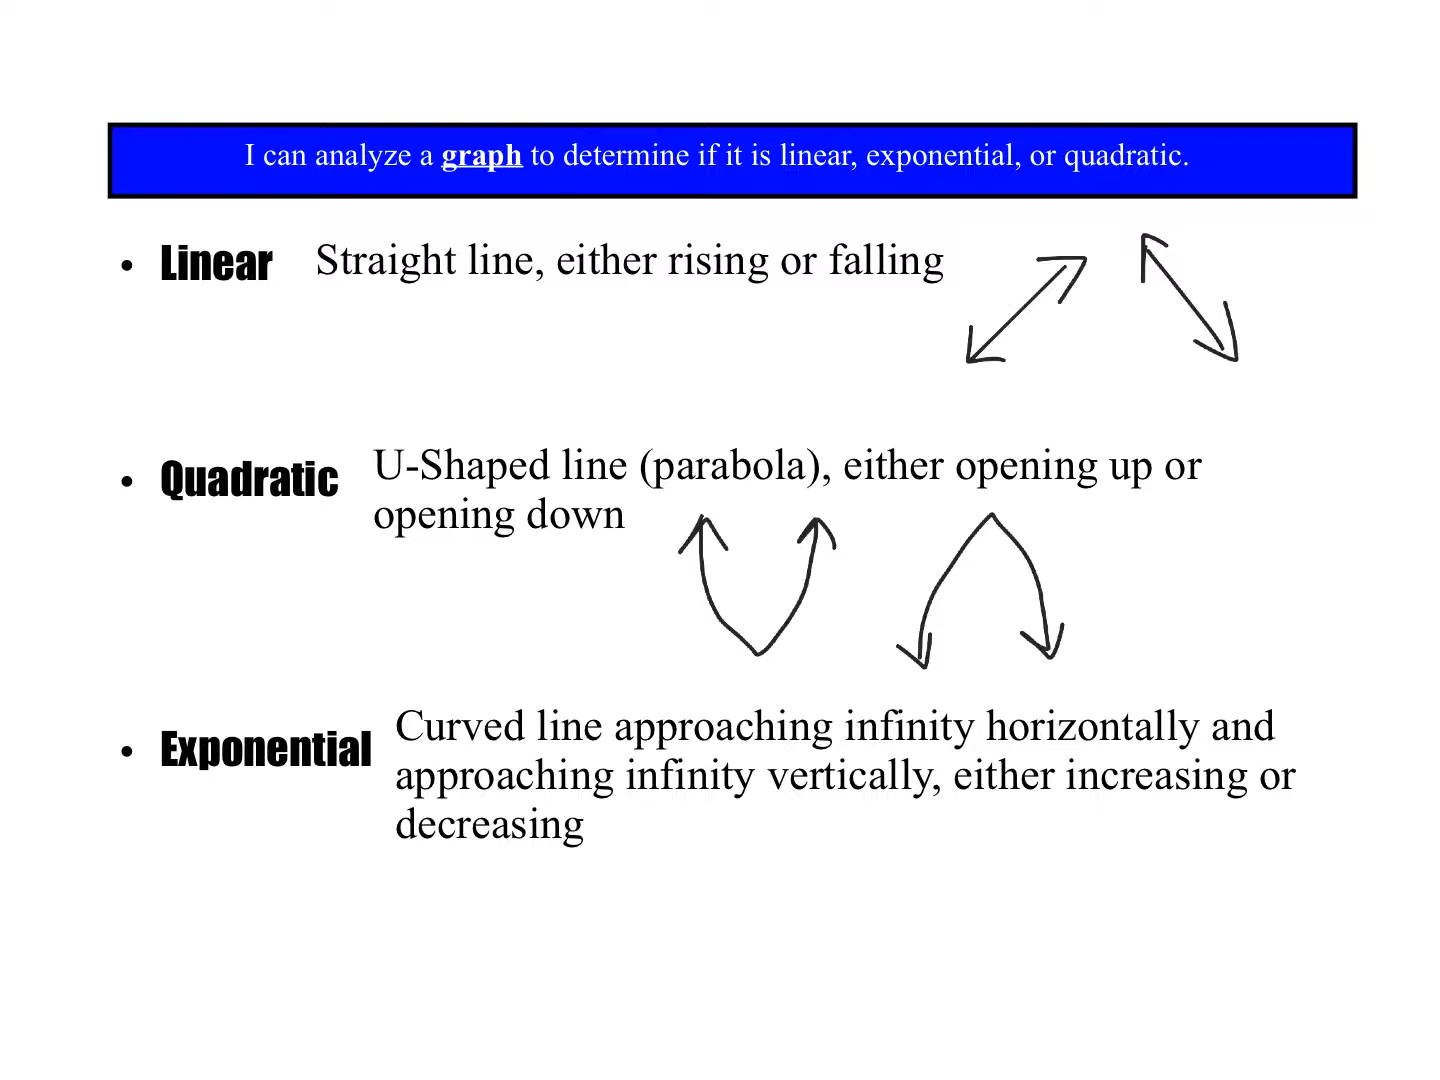 I can analyze a graph to determine if it is linear, exponential, or quadratic.
• Linear Straight line, either rising or falling
• Quadratic U-Shaped line (parabola), either opening up or
opening down
• Exponential Curved line approaching infinity horizontally and
approaching infinity vertically, either increasing or
decreasing